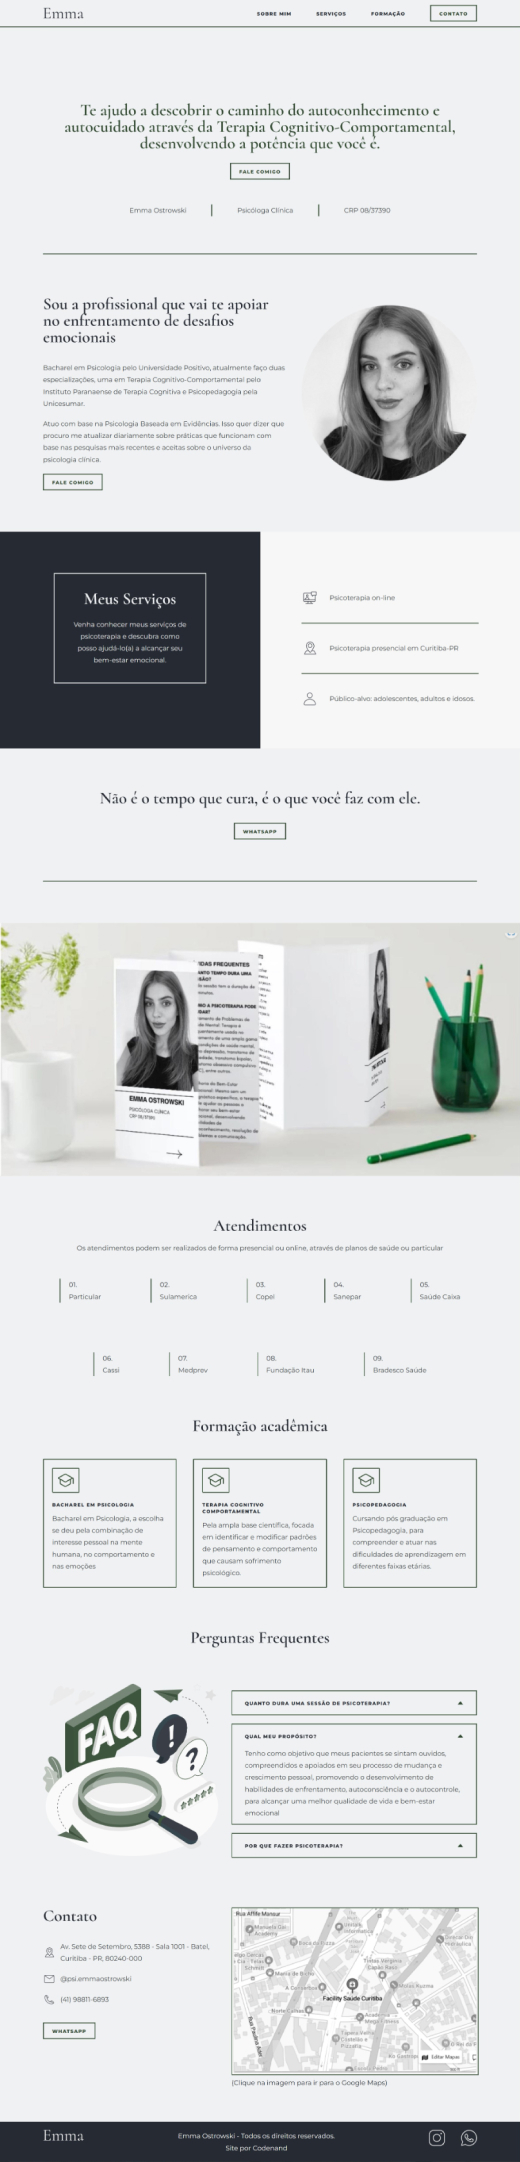 Emma
SOBRE MIM SERVIÇOS FORMAÇÃO CONTATO
Te ajudo a descobrir o caminho do autoconhecimento e
autocuidado através da Terapia Cognitivo-Comportamental,
desenvolvendo a potência que você é.
FALE COMIGO
Emma Ostrowski Psicóloga Clínica CRP 08/37390
Sou a profissional que vai te apoiar
no enfrentamento de desafios
emocionais
Bacharel em Psicologia pelo Universidade Positivo, atualmente faço duas
especializações, uma em Terapia Cognitivo-Comportamental pelo
Instituto Paranaense de Terapia Cognitiva e Psicopedagogia pela
Unicesumar.
Atuo com base na Psicologia Baseada em Evidências. Isso quer dizer que
procuro me atualizar diariamente sobre práticas que funcionam com
base nas pesquisas mais recentes e aceitas sobre o universo da
psicologia clínica.
FALE COMIGO
Meus Serviços
Venha conhecer meus serviços de
psicoterapia e descubra como
posso ajudá-lo(a) a alcançar seu
bem-estar emocional.
Psicoterapia on-line
Psicoterapia presencial em Curitiba-PR
Público-alvo: adolescentes, adultos e idosos.
Não é o tempo que cura, é o que você faz com ele.
WHATSAPP
EMMA OSTROWSKI
PSICÓLOGA CLÍNICA
DAS FREQUENTES
ANTO TEMPO DURA UMA
Atendimentos
Os atendimentos podem ser realizados de forma presencial ou online, através de planos de saúde ou particular
01.
Particular
02.
Sulamerica
03.
Copel
04.
Sanepar
05.
Saúde Caixa
06.
Cassi
07.
Medprev
08.
Fundação Itau
09.
Bradesco Saúde
Formação acadêmica
BACHAREL EM PSICOLOGIA
Bacharel em Psicologia, a escolha
se deu pela combinação de
interesse pessoal na mente
humana, no comportamento e
nas emoções
TERAPIA COGNITIVO
COMPORTAMENTAL
Pela ampla base científica, focada
em identificar e modificar padrões
de pensamento e comportamento
que causam sofrimento
psicológico.
PSICOPEDAGOGIA
Cursando pós graduação em
Psicopedagogia, para
compreender e atuar nas
dificuldades de aprendizagem em
diferentes faixas etárias.
Perguntas Frequentes
FAQ
!
?
QUANTO DURA UMA SESSÃO DE PSICOTERAPIA?
QUAL MEU PROPÓSITO?
Tenho como objetivo que meus pacientes se sintam ouvidos,
compreendidos e apoiados em seu processo de mudança e
crescimento pessoal, promovendo o desenvolvimento de
habilidades de enfrentamento, autoconsciência e o autocontrole,
para alcançar uma melhor qualidade de vida e bem-estar
emocional
POR QUE FAZER PSICOTERAPIA?
Contato
Av. Sete de Setembro, 5388 - Sala 1001 - Batel,
Curitiba - PR, 80240-000
@psi.emmaostrowski
(41) 98811-6893
WHATSAPP
Rua Aflife Mansur
Facility Saúde Curitiba
Editar Mapas
(Clique na imagem para ir para o Google Maps)
Emma
Emma Ostrowski - Todos os direitos reservados.
Site por Codenand